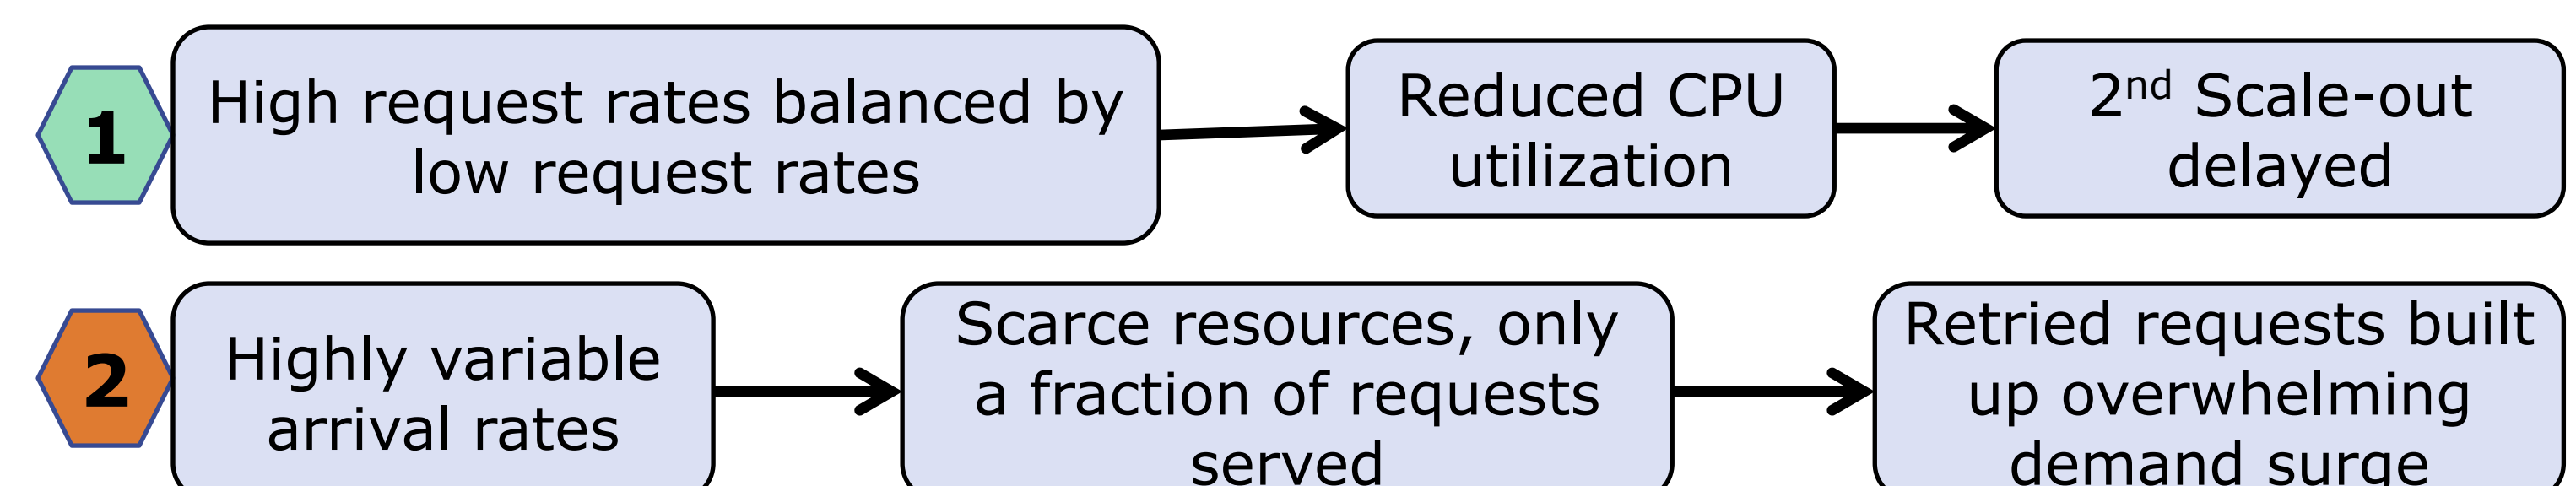 1
High request rates balanced by
low request rates
Reduced CPU
utilization
2nd Scale-out
delayed
2
Highly variable
arrival rates
Scarce resources, only
a fraction of requests
served
Retried requests built
up overwhelming
demand surge